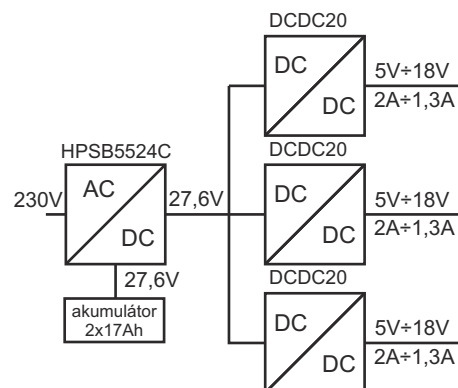 DCDC20
DC
DC
5V÷18V
2A÷1,3A
HPSB5524C
AC
DC
230V
27,6V
27,6V
akumulátor
2x17Ah
DCDC20
DC
DC
5V÷18V
2A÷1,3A
DCDC20
DC
DC
5V÷18V
2A÷1,3A